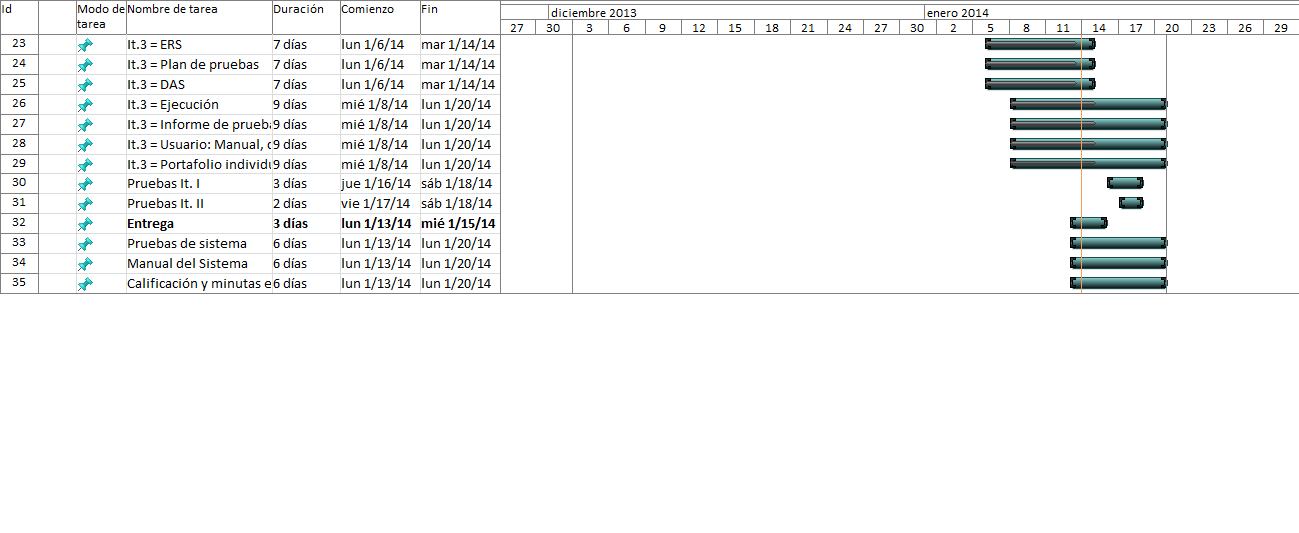 Id Modo de tarea Nombre de tarea Duración Comienzo Fin
diciembre 2013 enero 2014
27 30 3 6 9 12 15 18 21 24 27 30 2 5 8 11 14 17 20 23 26 29
23 It.3 = ERS 7 días lun 1/6/14 mar 1/14/14
24 It.3 = Plan de pruebas 7 días lun 1/6/14 mar 1/14/14
25 It.3 = DAS 7 días lun 1/6/14 mar 1/14/14
26 It.3 = Ejecución 9 días mié 1/8/14 lun 1/20/14
27 It.3 = Informe de prueba 9 días mié 1/8/14 lun 1/20/14
28 It.3 = Usuario: Manual, c 9 días mié 1/8/14 lun 1/20/14
29 It.3 = Portafolio individu 9 días mié 1/8/14 lun 1/20/14
30 Pruebas It. I 3 días jue 1/16/14 sáb 1/18/14
31 Pruebas It. II 2 días vie 1/17/14 sáb 1/18/14
32 Entrega 3 días lun 1/13/14 mié 1/15/14
33 Pruebas de sistema 6 días lun 1/13/14 lun 1/20/14
34 Manual del Sistema 6 días lun 1/13/14 lun 1/20/14
35 Calificación y minutas e 6 días lun 1/13/14 lun 1/20/14